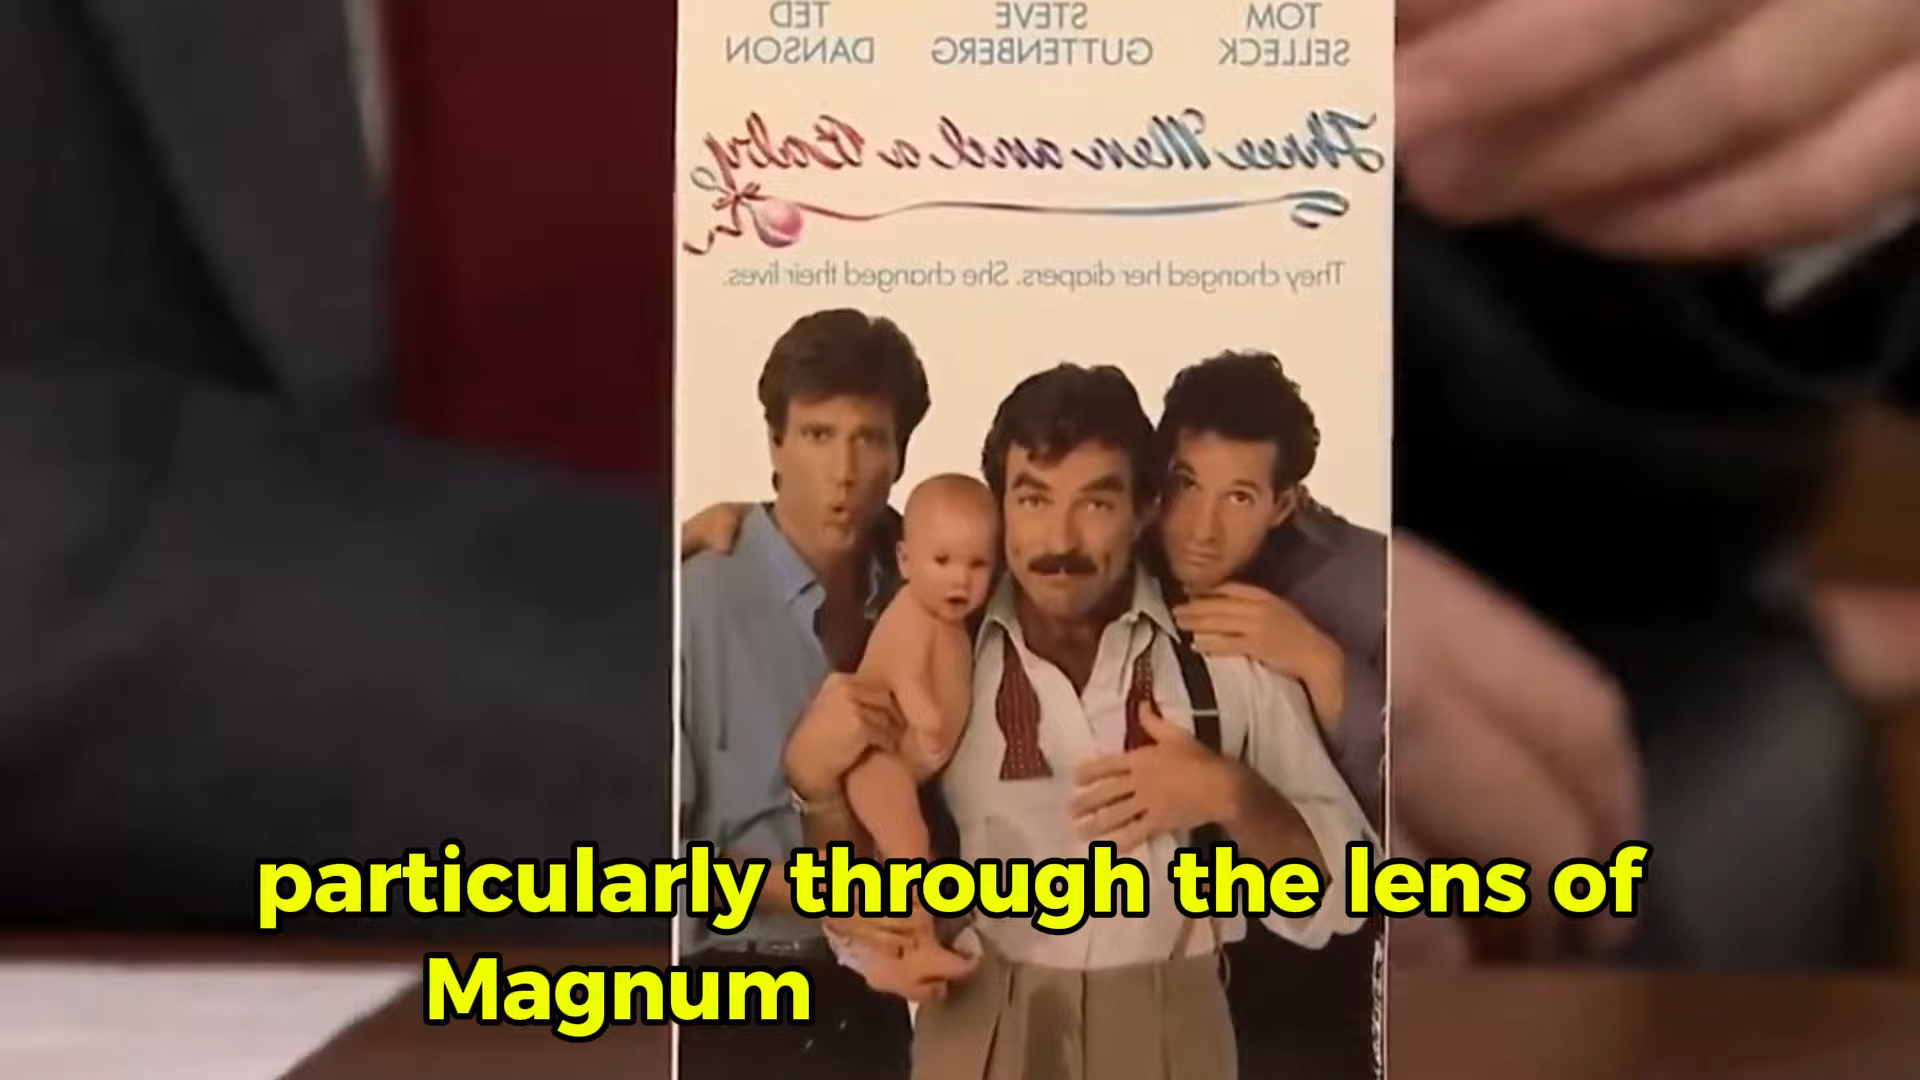 TOM STEVE TED
SELLECK GUTTENBERG DANSON
Three Men and a Baby
They changed her diapers. She changed their lives.
particularly through the lens of
Magnum